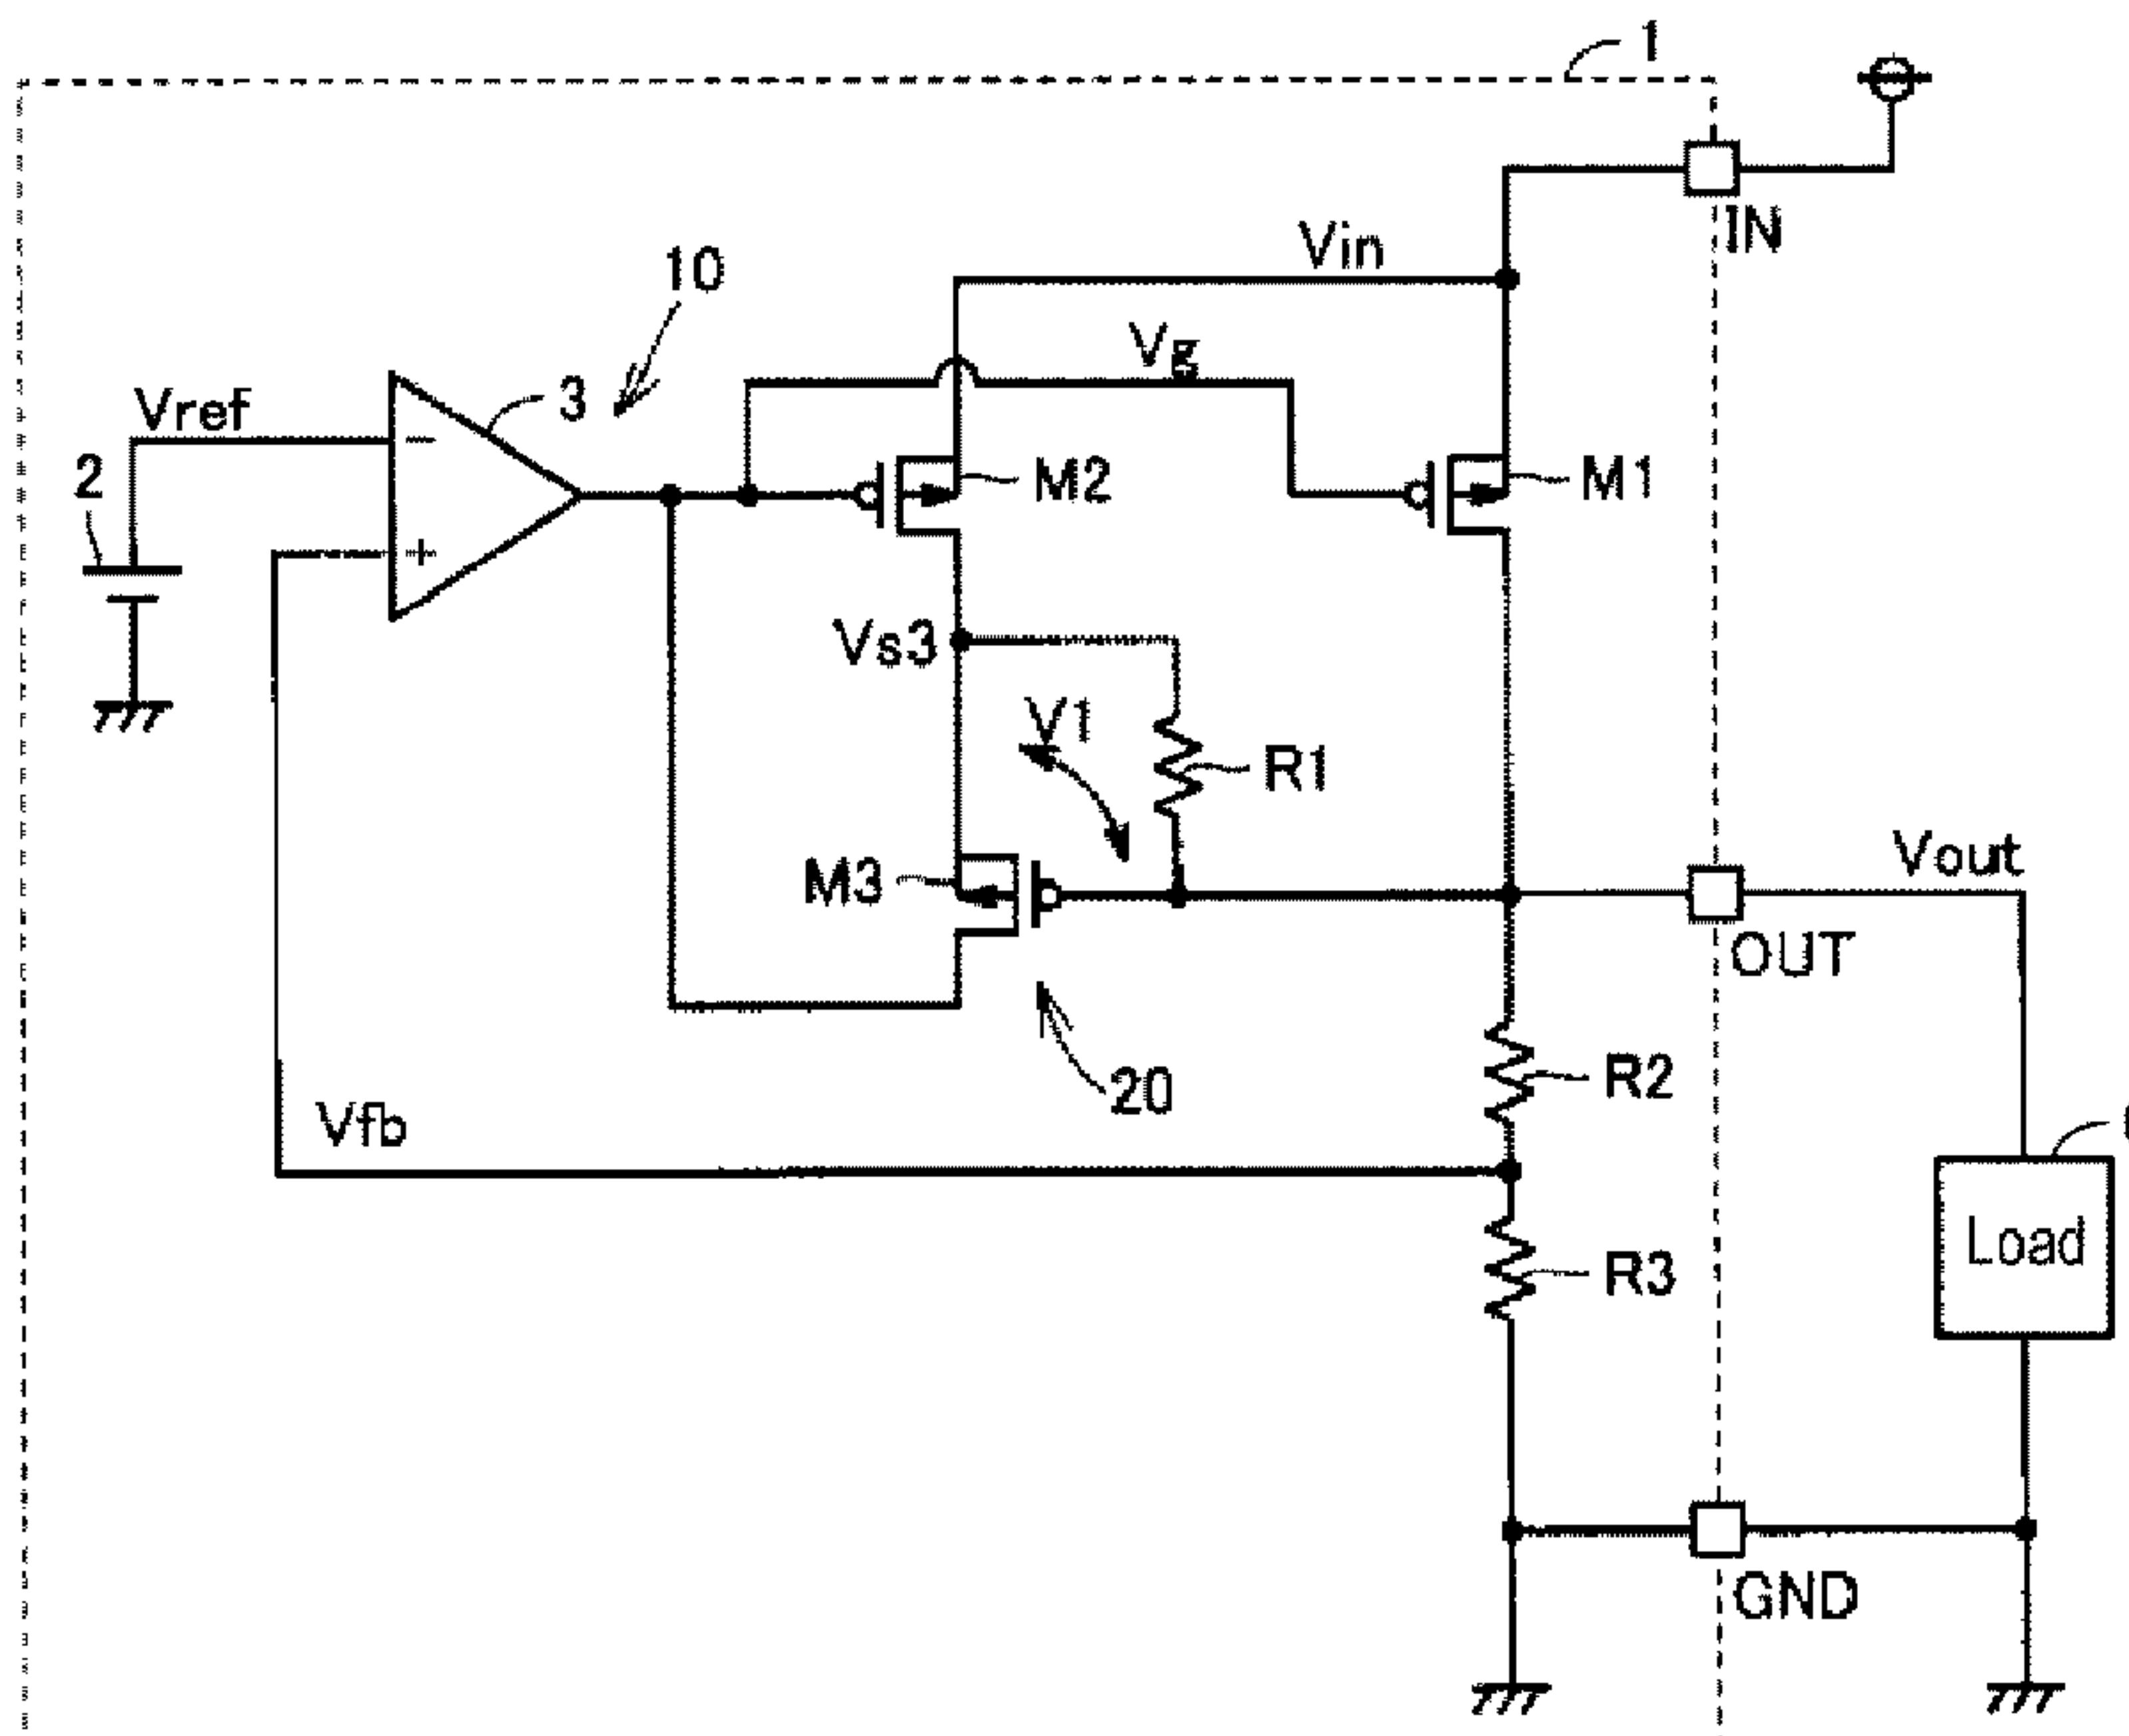 1
IN
Vin
10
Vg
Vref
3
2
M2
M1
−
+
Vs3
V1
R1
M3
Vout
OUT
R2
20
Vfb
R3
Load
GND